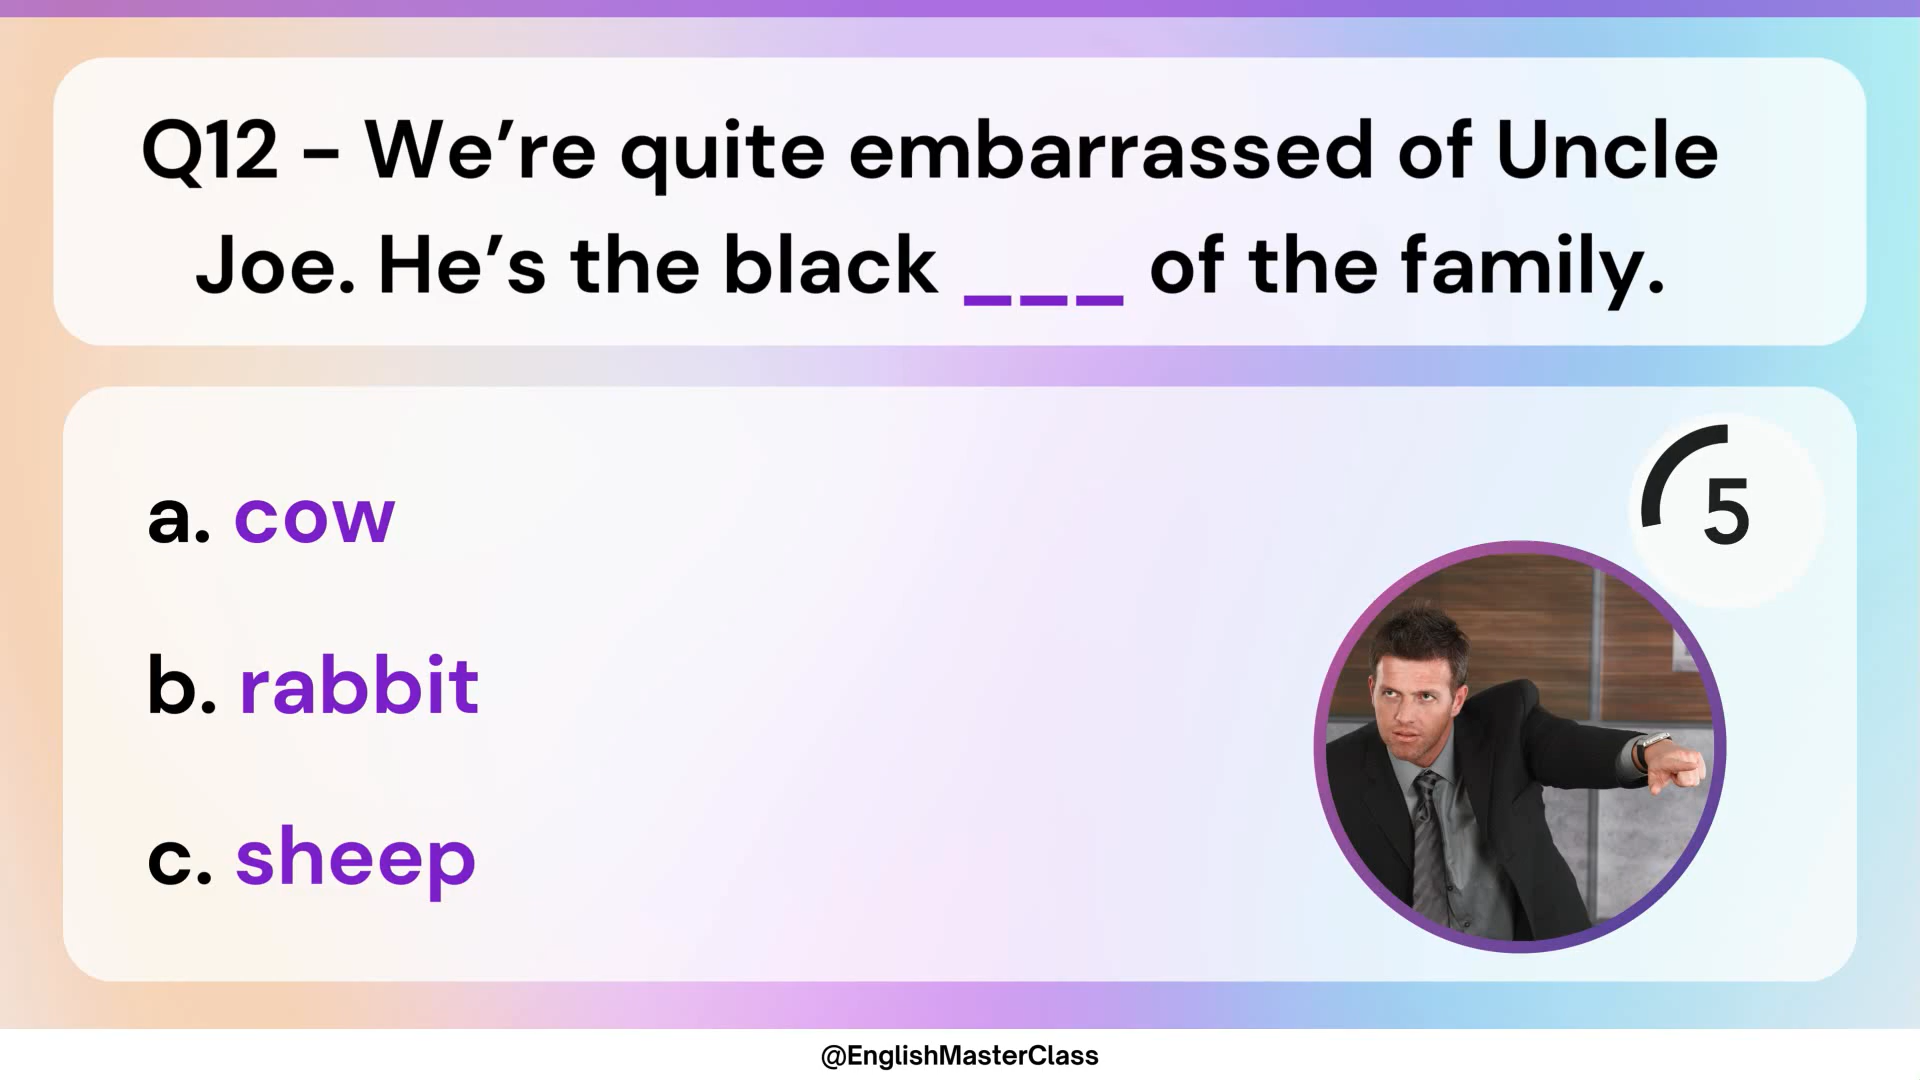 Q12 – We’re quite embarrassed of Uncle
Joe. He’s the black ___ of the family.
5
a. cow
b. rabbit
c. sheep
@EnglishMasterClass